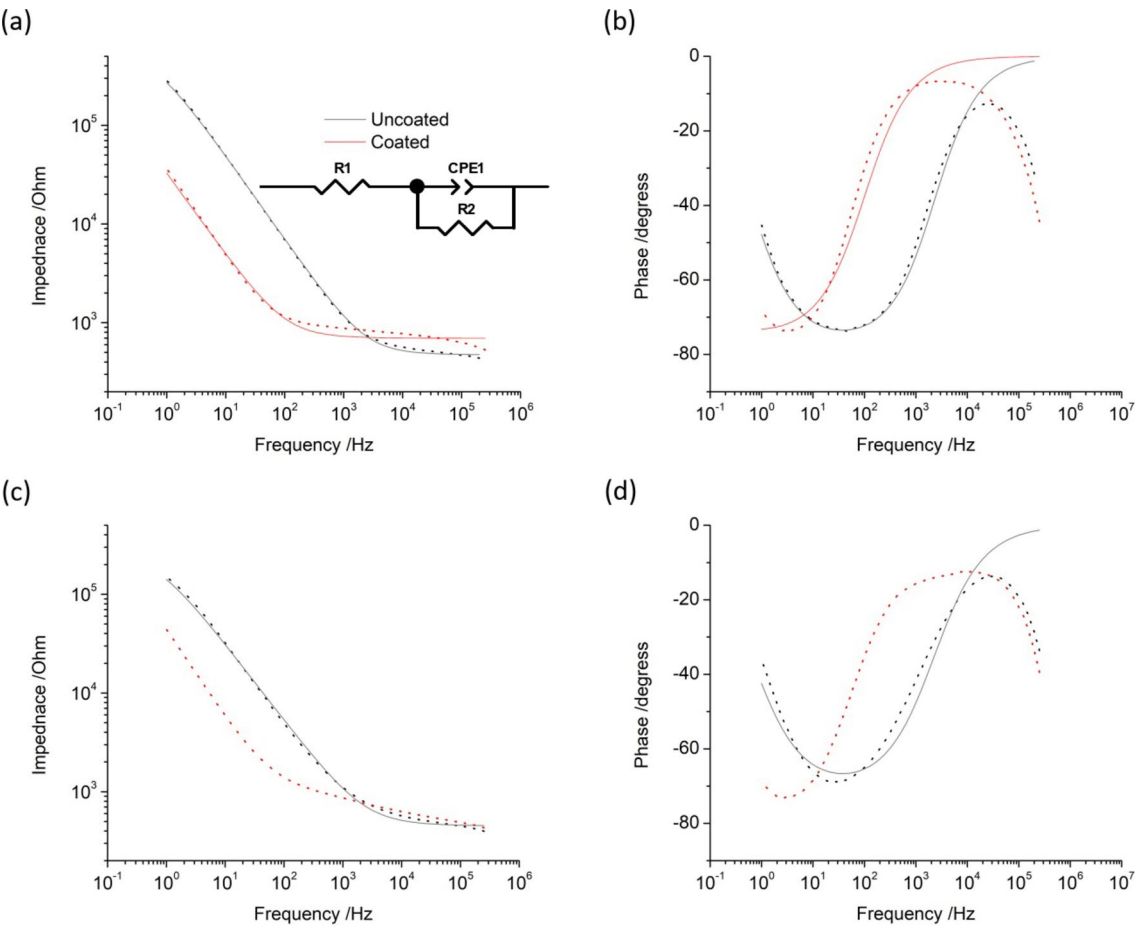 (a)
10^5
10^4
10^3
10^-1
10^0
10^1
10^2
10^3
10^4
10^5
10^6
Impednace /Ohm
Frequency /Hz
Uncoated
Coated
R1
CPE1
R2
(b)
0
-20
-40
-60
-80
10^-1
10^0
10^1
10^2
10^3
10^4
10^5
10^6
10^7
Phase /degress
Frequency /Hz
(c)
10^5
10^4
10^3
10^-1
10^0
10^1
10^2
10^3
10^4
10^5
10^6
Impednace /Ohm
Frequency /Hz
(d)
0
-20
-40
-60
-80
10^-1
10^0
10^1
10^2
10^3
10^4
10^5
10^6
10^7
Phase /degress
Frequency /Hz